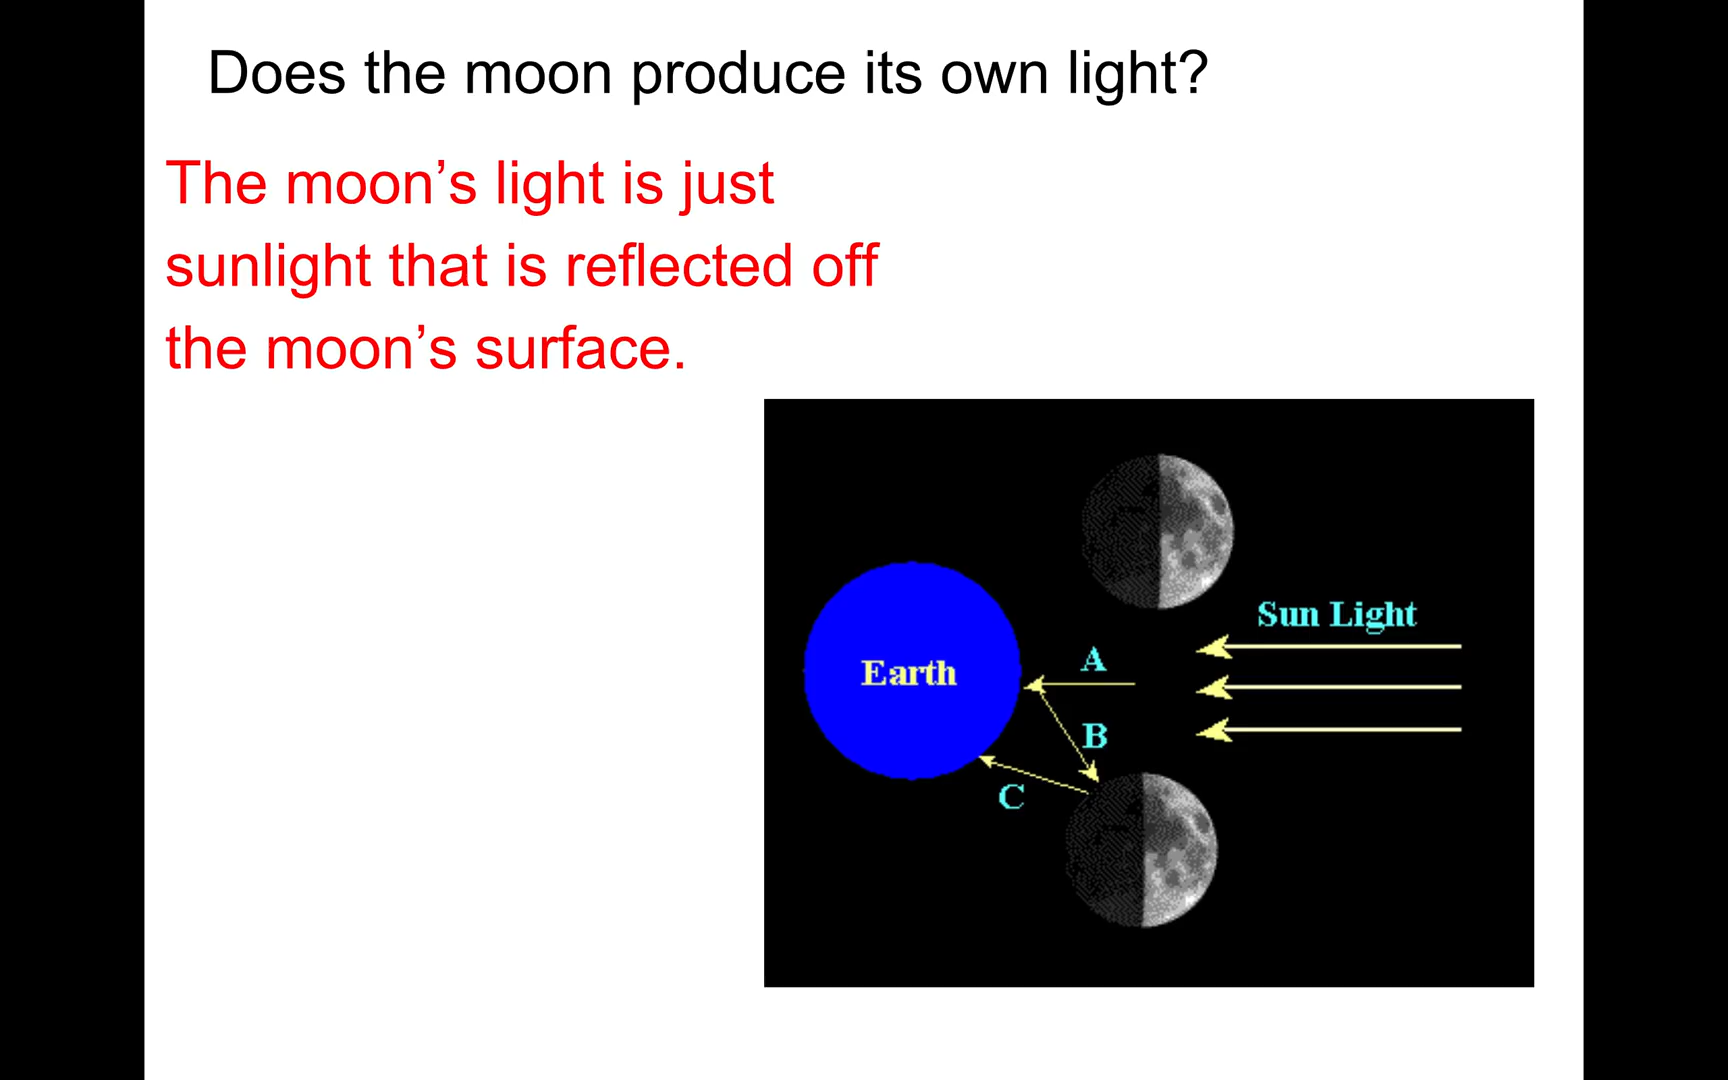 Does the moon produce its own light?
The moon’s light is just
sunlight that is reflected off
the moon’s surface.
Sun Light
A
Earth
B
C